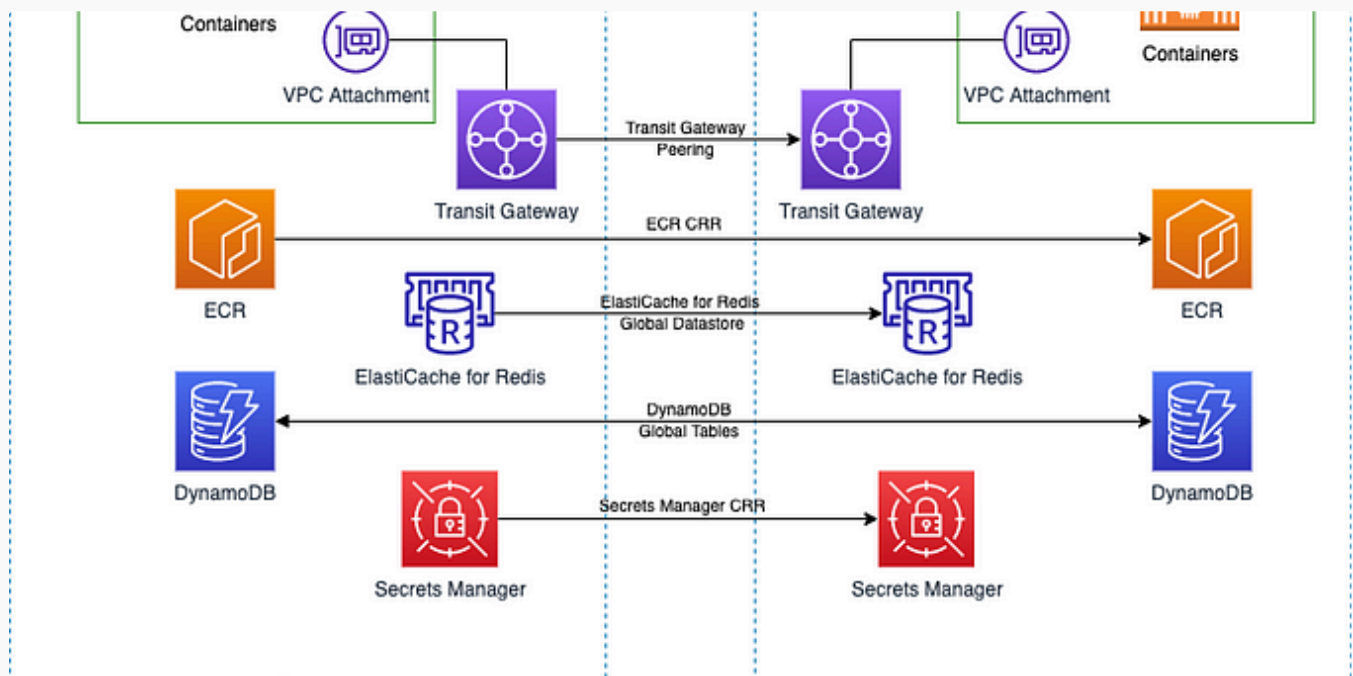 Containers
VPC Attachment
VPC Attachment
Containers
Transit Gateway
Peering
Transit Gateway
Transit Gateway
ECR CRR
ECR
ECR
ElastiCache for Redis
Global Datastore
R
R
ElastiCache for Redis
ElastiCache for Redis
DynamoDB
Global Tables
DynamoDB
DynamoDB
Secrets Manager CRR
Secrets Manager
Secrets Manager